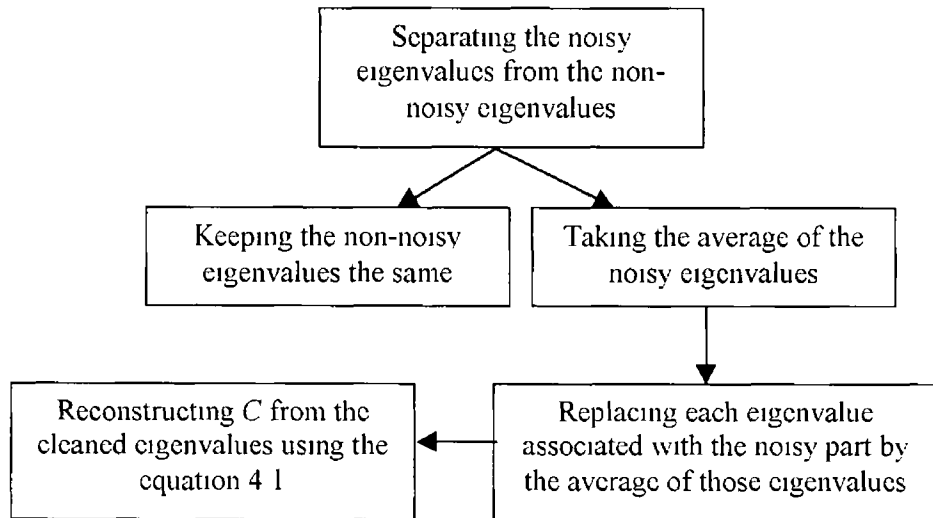 Separating the noisy
eigenvalues from the non-
noisy eigenvalues
Keeping the non-noisy
eigenvalues the same
Taking the average of the
noisy eigenvalues
Reconstructing C from the
cleaned eigenvalues using the
equation 4 1
Replacing each eigenvalue
associated with the noisy part by
the average of those eigenvalues